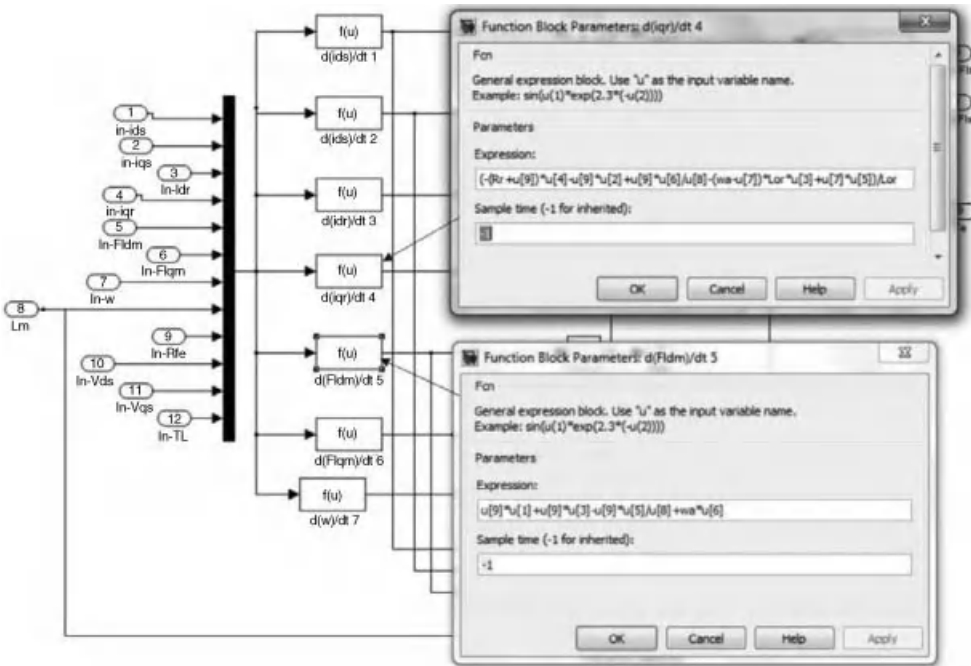 1
in-ids
2
in-iqs
3
In-Idr
4
in-iqr
5
In-Fldm
6
In-Flqm
7
In-w
8
Lm
9
In-Rfe
10
In-Vds
11
In-Vqs
12
In-TL
f(u)
d(ids)/dt 1
f(u)
d(ids)/dt 2
f(u)
d(idr)/dt 3
f(u)
d(iqr)/dt 4
f(u)
d(Fldm)/dt 5
f(u)
d(Flqm)/dt 6
f(u)
d(w)/dt 7
Function Block Parameters: d(iqr)/dt 4
Fcn
General expression block. Use "u" as the input variable name.
Example: sin(u(1)*exp(2.3*(-u(2))))
Parameters
Expression:
(-(Rr+u[9])*u[4]-u[9]*u[2]+u[9]*u[6]/u[8]-(wa-u[7])*Lor*u[3]+u[7]*u[5])/Lor
Sample time (-1 for inherited):
-1
OK Cancel Help Apply
Function Block Parameters: d(Fldm)/dt 5
Fcn
General expression block. Use "u" as the input variable name.
Example: sin(u(1)*exp(2.3*(-u(2))))
Parameters
Expression:
u[9]*u[1]+u[9]*u[3]-u[9]*u[5]/u[8]+wa*u[6]
Sample time (-1 for inherited):
-1
OK Cancel Help Apply